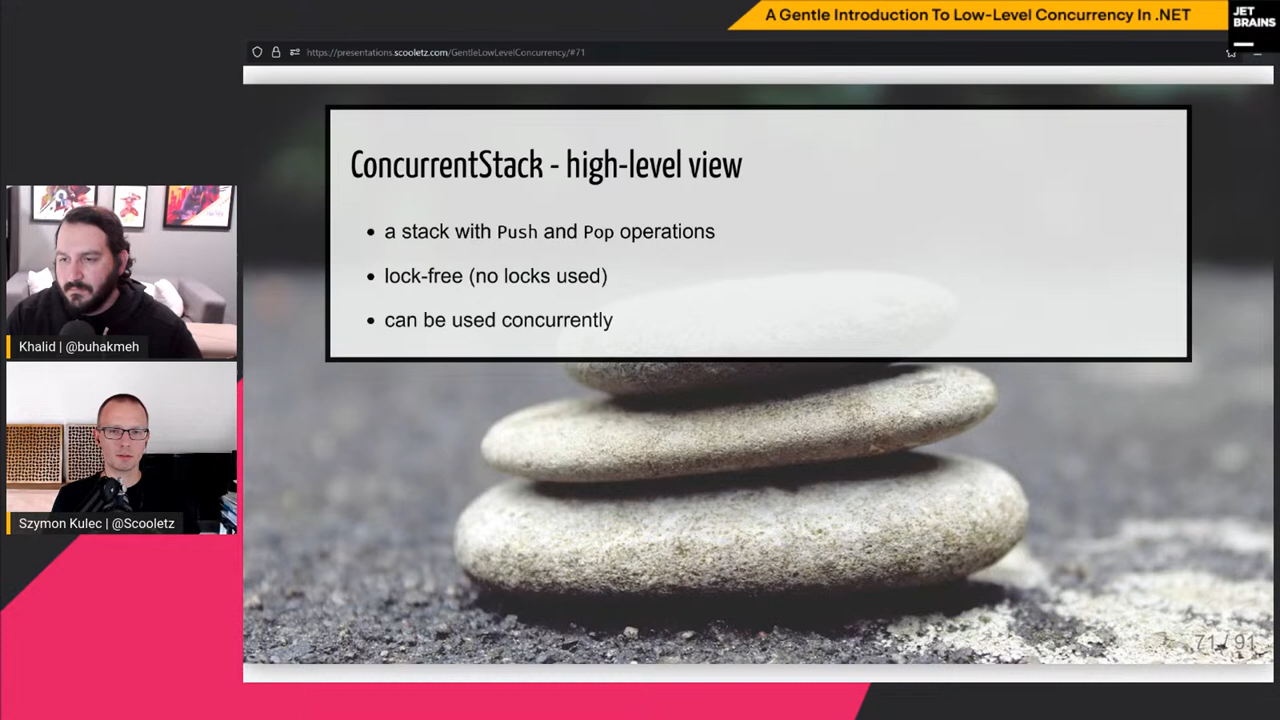 A Gentle Introduction To Low-Level Concurrency In .NET
JET
BRAINS
https://presentations.scooletz.com/GentleLowLevelConcurrency/#71
ConcurrentStack - high-level view
• a stack with Push and Pop operations
• lock-free (no locks used)
• can be used concurrently
Khalid | @buhakmeh
Szymon Kulec | @Scooletz
71 / 91